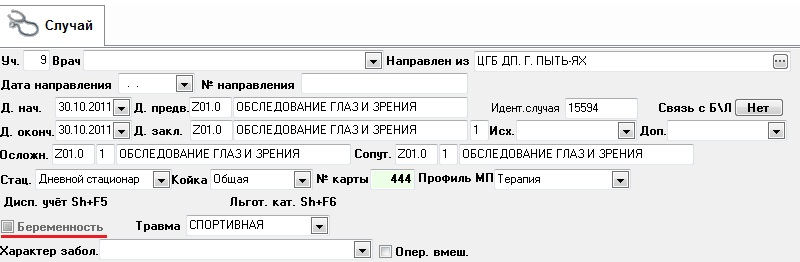 Случай
Уч. 9 Врач Направлен из ЦГБ ДП. Г. ПЫТЬ-ЯХ ...
Дата направления . . № направления
Д. нач. 30.10.2011 Д. предв. Z01.0 ОБСЛЕДОВАНИЕ ГЛАЗ И ЗРЕНИЯ Идент.случая 15594 Связь с Б\Л Нет
Д. оконч. 30.10.2011 Д. закл. Z01.0 ОБСЛЕДОВАНИЕ ГЛАЗ И ЗРЕНИЯ 1 Исх. Доп.
Осложн. Z01.0 1 ОБСЛЕДОВАНИЕ ГЛАЗ И ЗРЕНИЯ Сопут. Z01.0 1 ОБСЛЕДОВАНИЕ ГЛАЗ И ЗРЕНИЯ
Стац. Дневной стационар Койка Общая № карты 444 Профиль МП Терапия
Дисп. учёт Sh+F5 Льгот. кат. Sh+F6
Беременность Травма СПОРТИВНАЯ
Характер забол. Опер. вмеш.